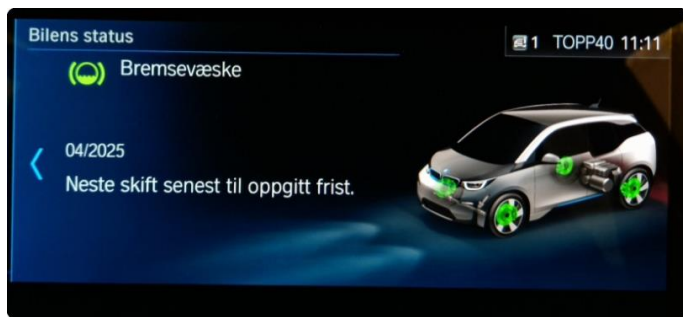 Bilens status
1 TOPP40 11:11
Bremsevæske
04/2025
Neste skift senest til oppgitt frist.